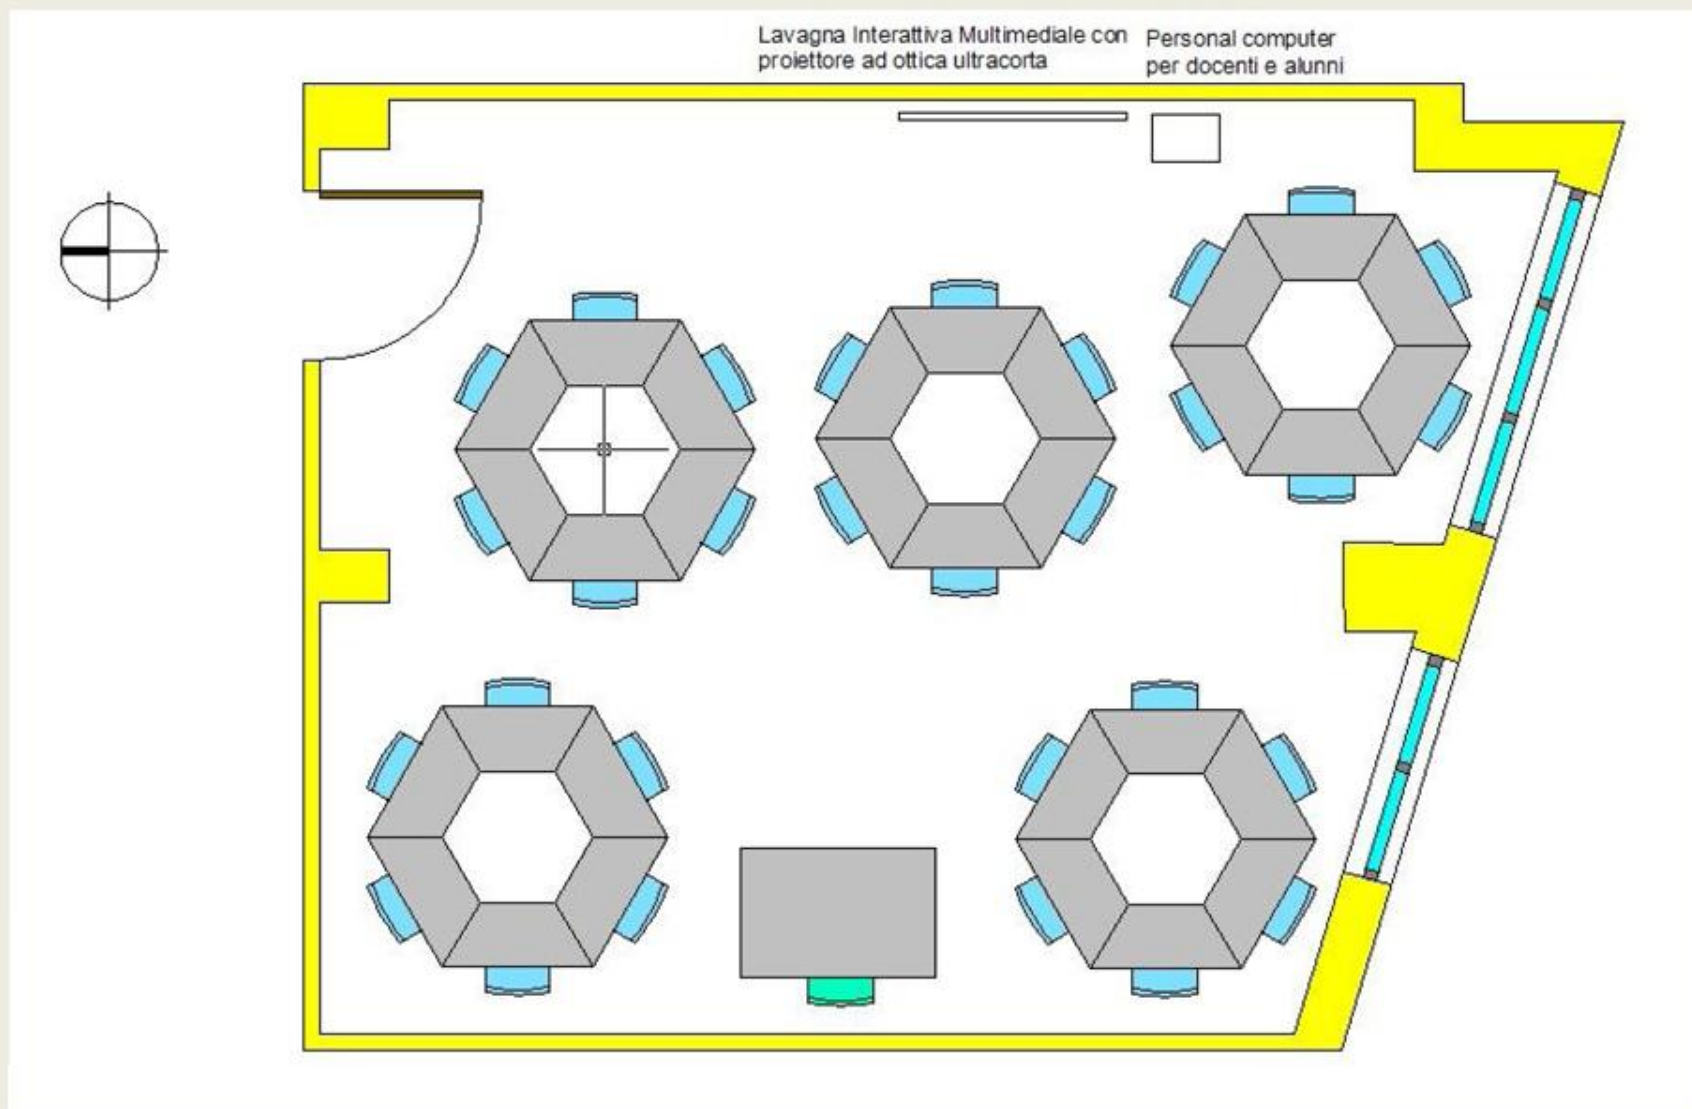 Lavagna Interattiva Multimediale con
proiettore ad ottica ultracorta
Personal computer
per docenti e alunni